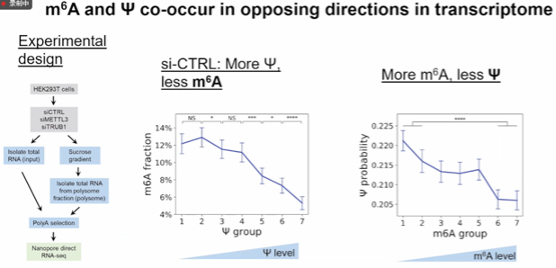 录制中
m⁶A and Ψ co-occur in opposing directions in transcriptome
Experimental
design
HEK293T cells
siCTRL
siMETTL3
siTRUB1
Isolate total
RNA (input)
Sucrose
gradient
Isolate total RNA
from polysome
fraction (polysome)
PolyA selection
Nanopore direct
RNA-seq
si-CTRL: More Ψ,
less m⁶A
NS * NS *** * ****
14%
12%
10%
8%
6%
4%
m6A fraction
1 2 3 4 5 6 7
Ψ group
Ψ level
More m⁶A, less Ψ
****
0.225
0.220
0.215
0.210
0.205
Ψ probability
1 2 3 4 5 6 7
m6A group
m⁶A level